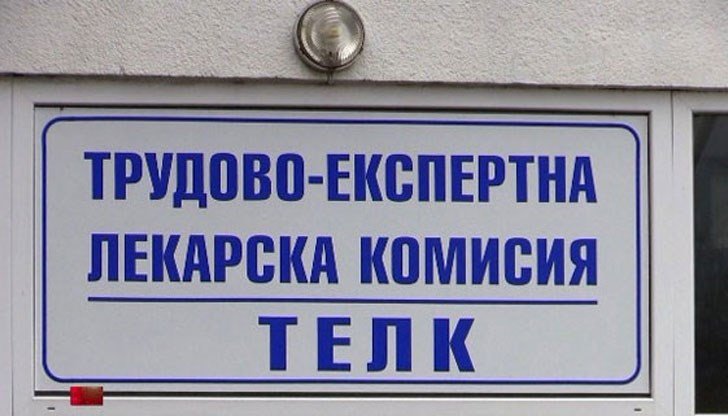 ТРУДОВО-ЕКСПЕРТНА
ЛЕКАРСКА КОМИСИЯ
ТЕЛК